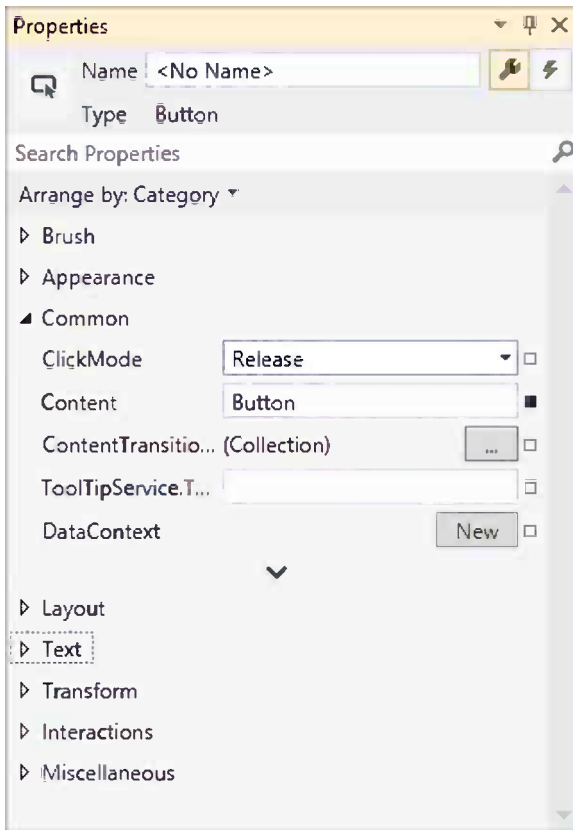 Properties
Name <No Name>
Type Button
Search Properties
Arrange by: Category
Brush
Appearance
Common
ClickMode Release
Content Button
ContentTransitio... (Collection) ...
ToolTipService.T...
DataContext New
Layout
Text
Transform
Interactions
Miscellaneous